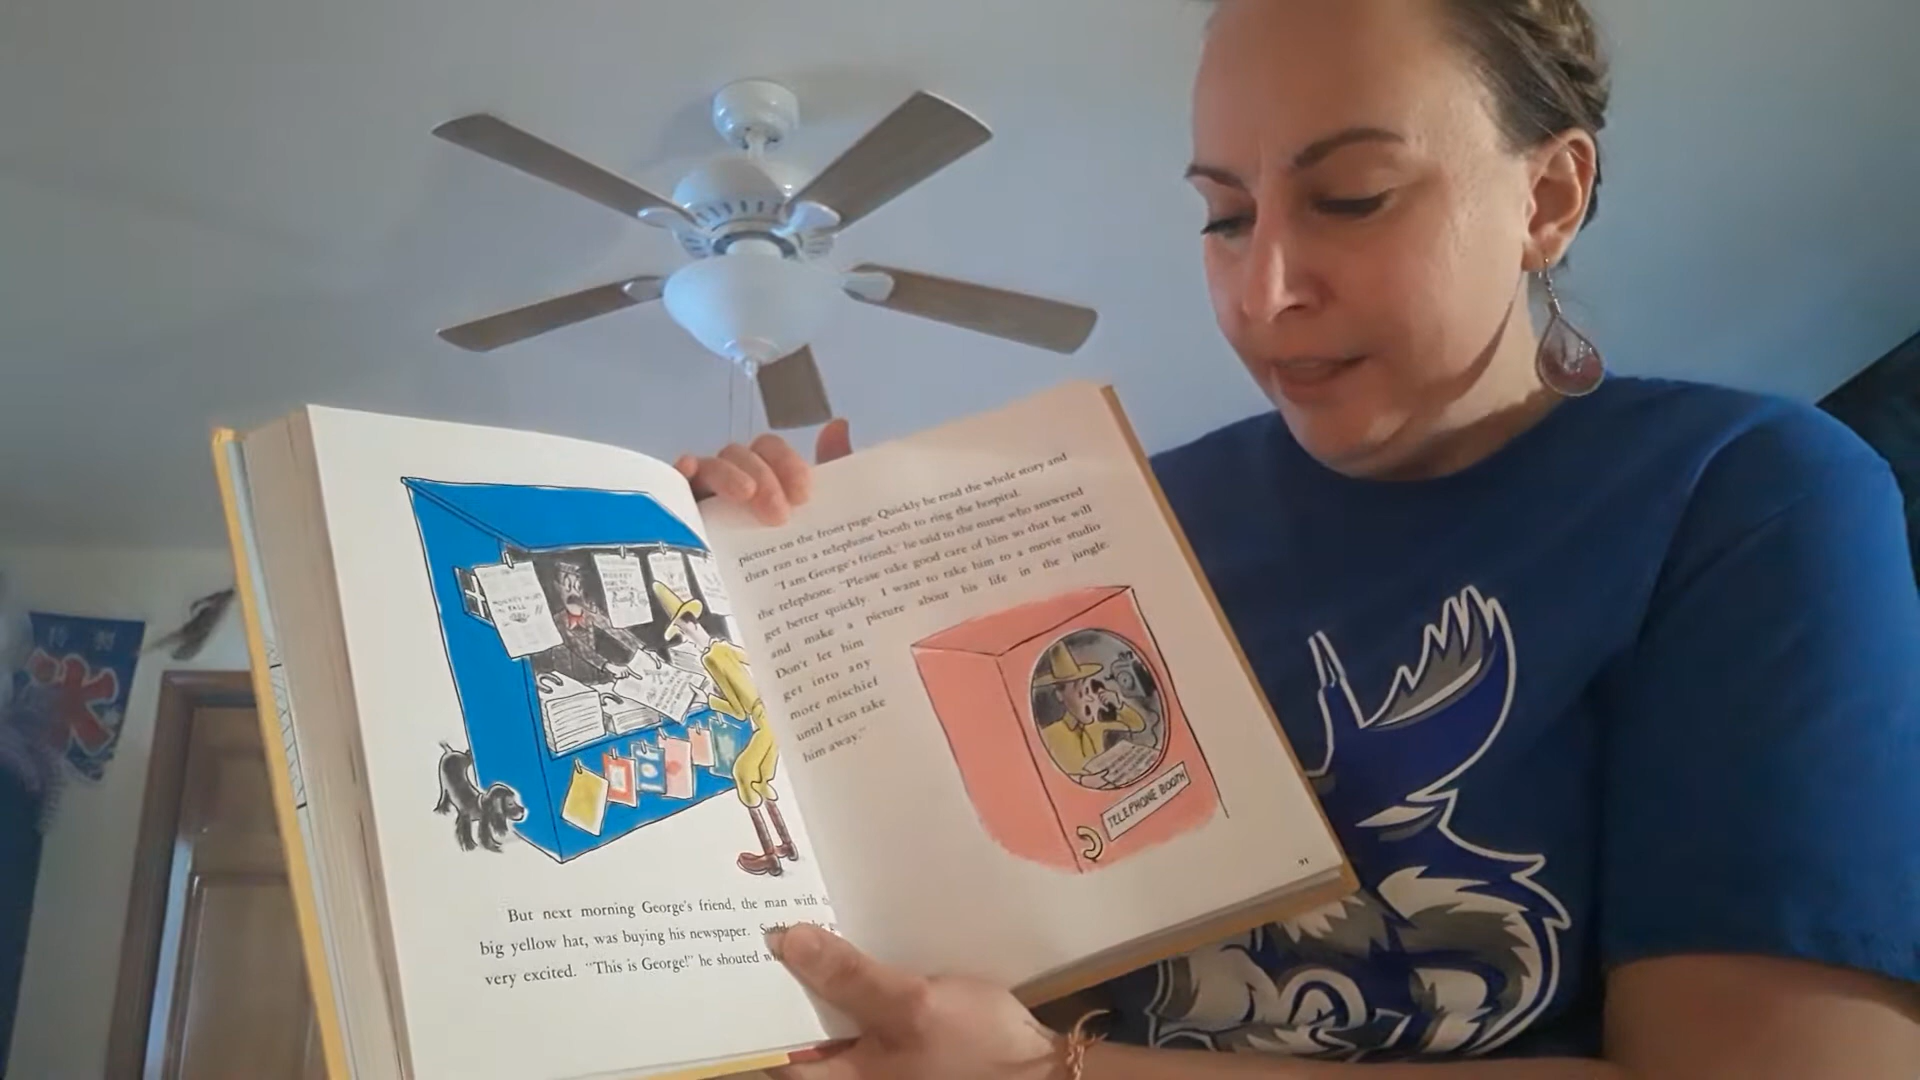 But next morning George's friend, the man with
big yellow hat, was buying his newspaper.
very excited. "This is George!" he shouted
picture on the front page. Quickly he read the whole story and
then ran to a telephone booth to ring the hospital.
"I am George's friend," he said to the nurse who answered
the telephone. "Please take good care of him so that he will
get better quickly. I want to take him to a movie studio
and make a picture about his life in the jungle.
Don't let him
get into any
more mischief
until I can take
him away."
TELEPHONE BOOTH
91